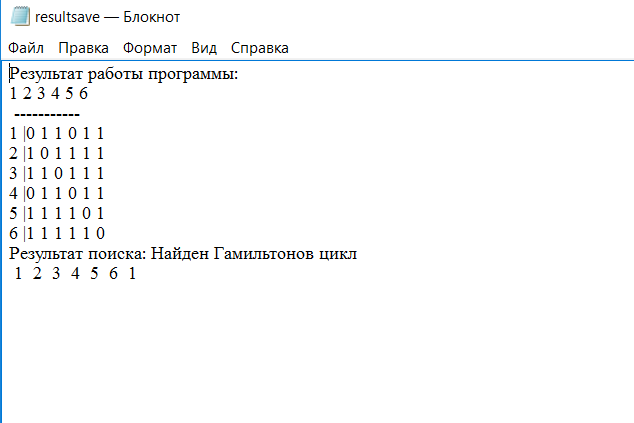 resultsave — Блокнот
Файл Правка Формат Вид Справка
Результат работы программы:
1 2 3 4 5 6
-----------
1 |0 1 1 0 1 1
2 |1 0 1 1 1 1
3 |1 1 0 1 1 1
4 |0 1 1 0 1 1
5 |1 1 1 1 0 1
6 |1 1 1 1 1 0
Результат поиска: Найден Гамильтонов цикл
1 2 3 4 5 6 1